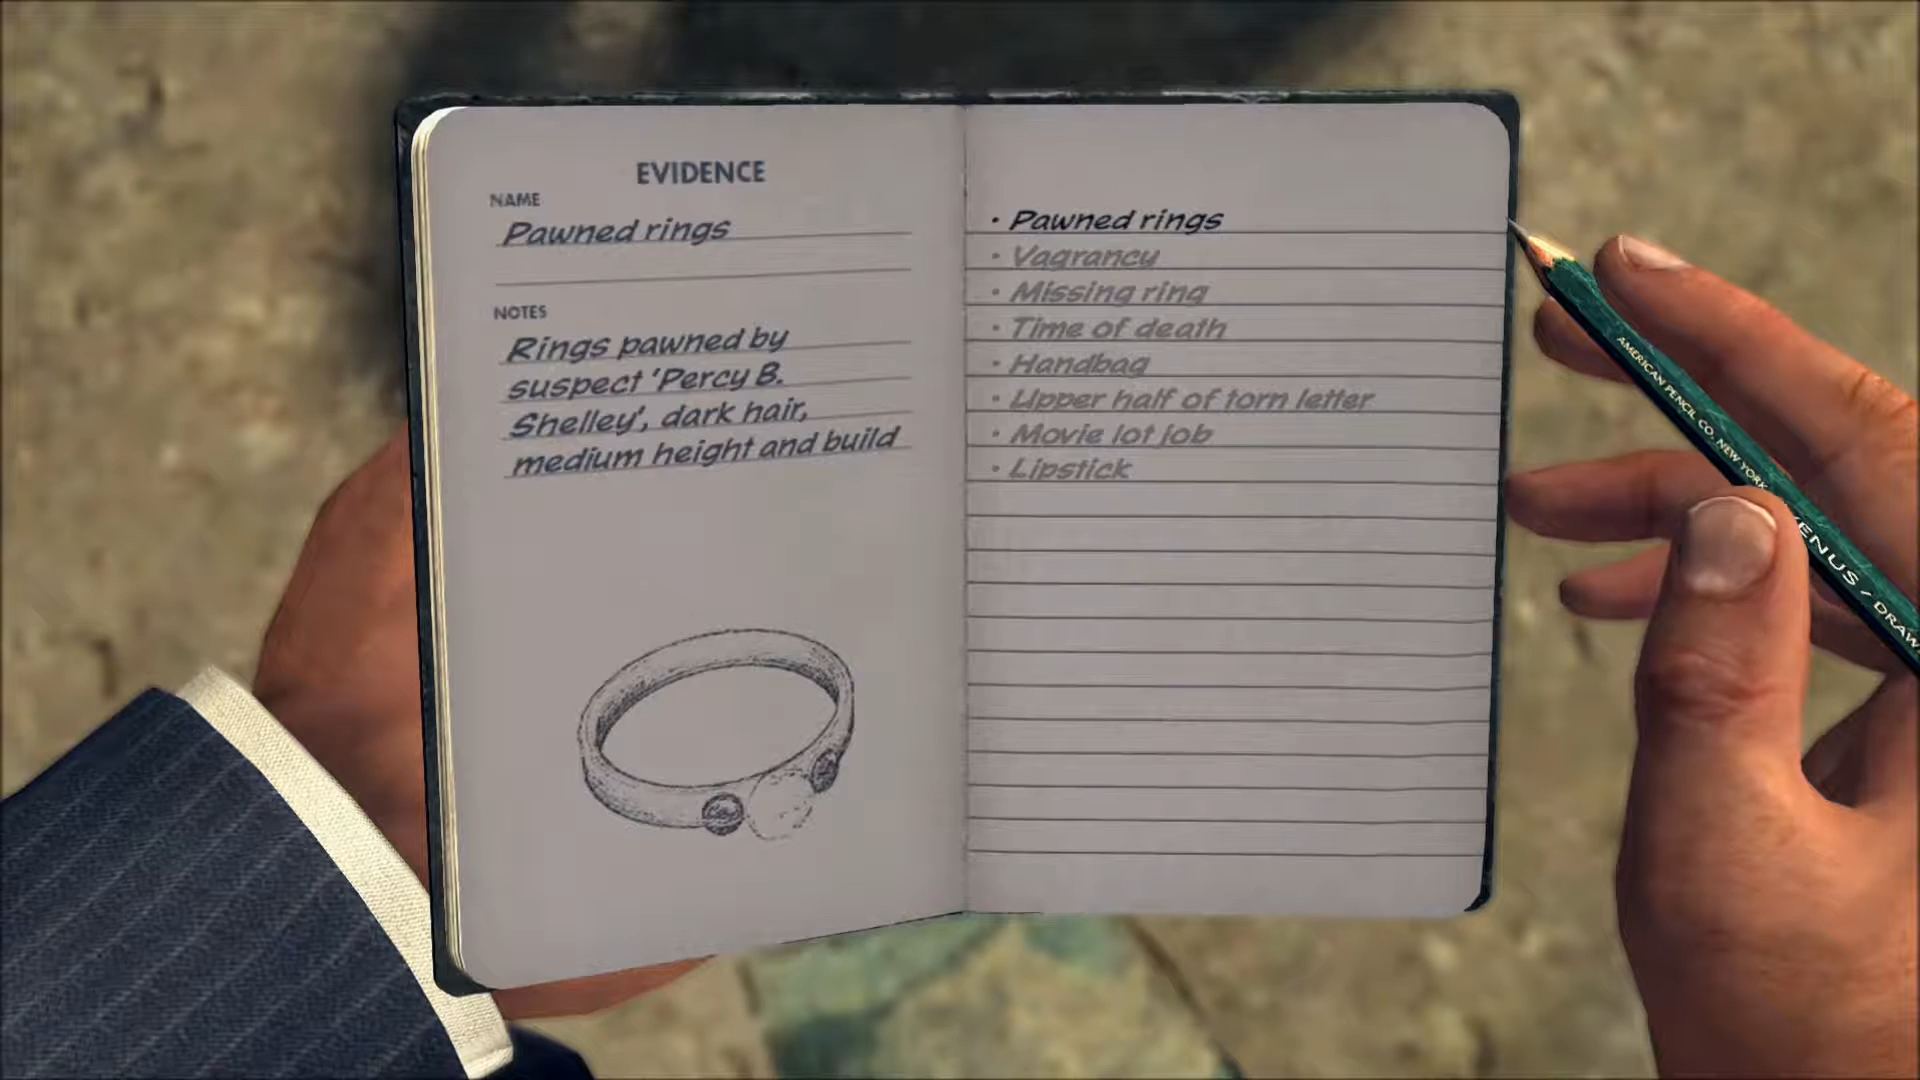 EVIDENCE
NAME
Pawned rings
NOTES
Rings pawned by
suspect 'Percy B.
Shelley', dark hair,
medium height and build
• Pawned rings
• Vagrancy
• Missing ring
• Time of death
• Handbag
• Upper half of torn letter
• Movie lot job
• Lipstick
AMERICAN PENCIL CO. NEW YORK
VENUS / DRAW